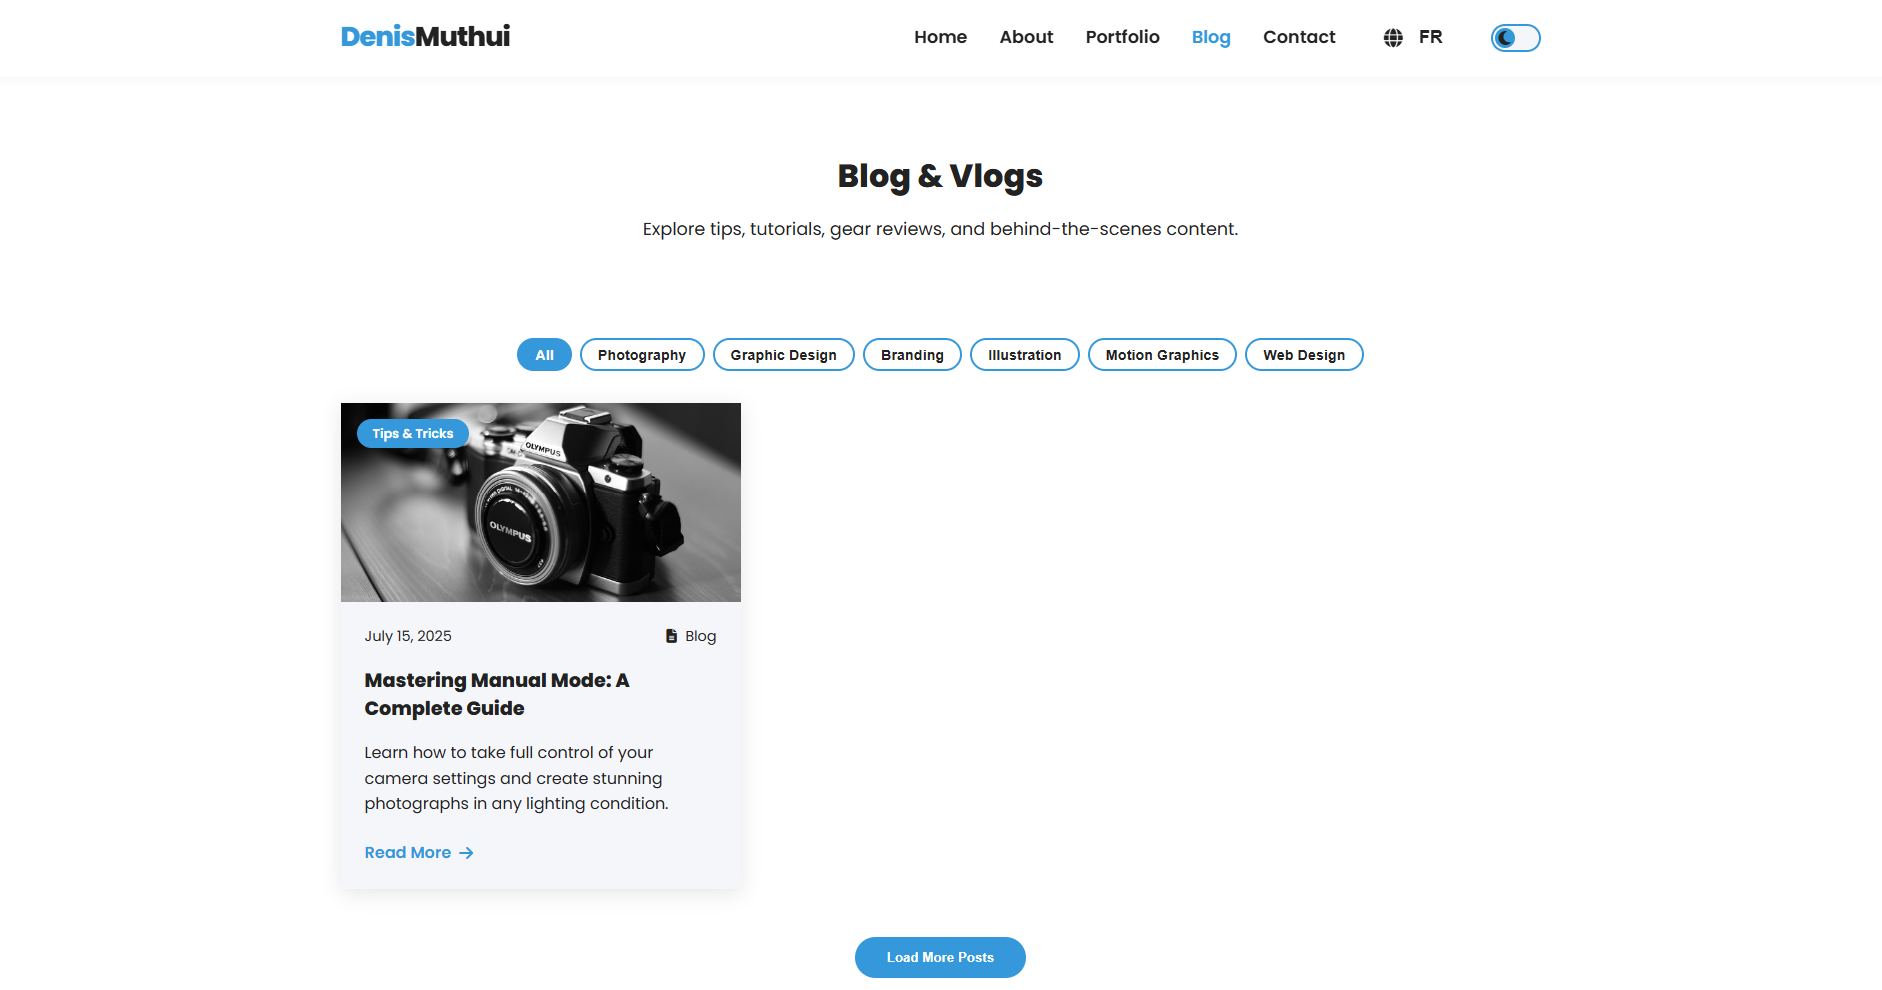 DenisMuthui
Home About Portfolio Blog Contact FR
Blog & Vlogs
Explore tips, tutorials, gear reviews, and behind-the-scenes content.
All Photography Graphic Design Branding Illustration Motion Graphics Web Design
Tips & Tricks
OLYMPUS
OLYMPUS
July 15, 2025 Blog
Mastering Manual Mode: A
Complete Guide
Learn how to take full control of your
camera settings and create stunning
photographs in any lighting condition.
Read More →
Load More Posts